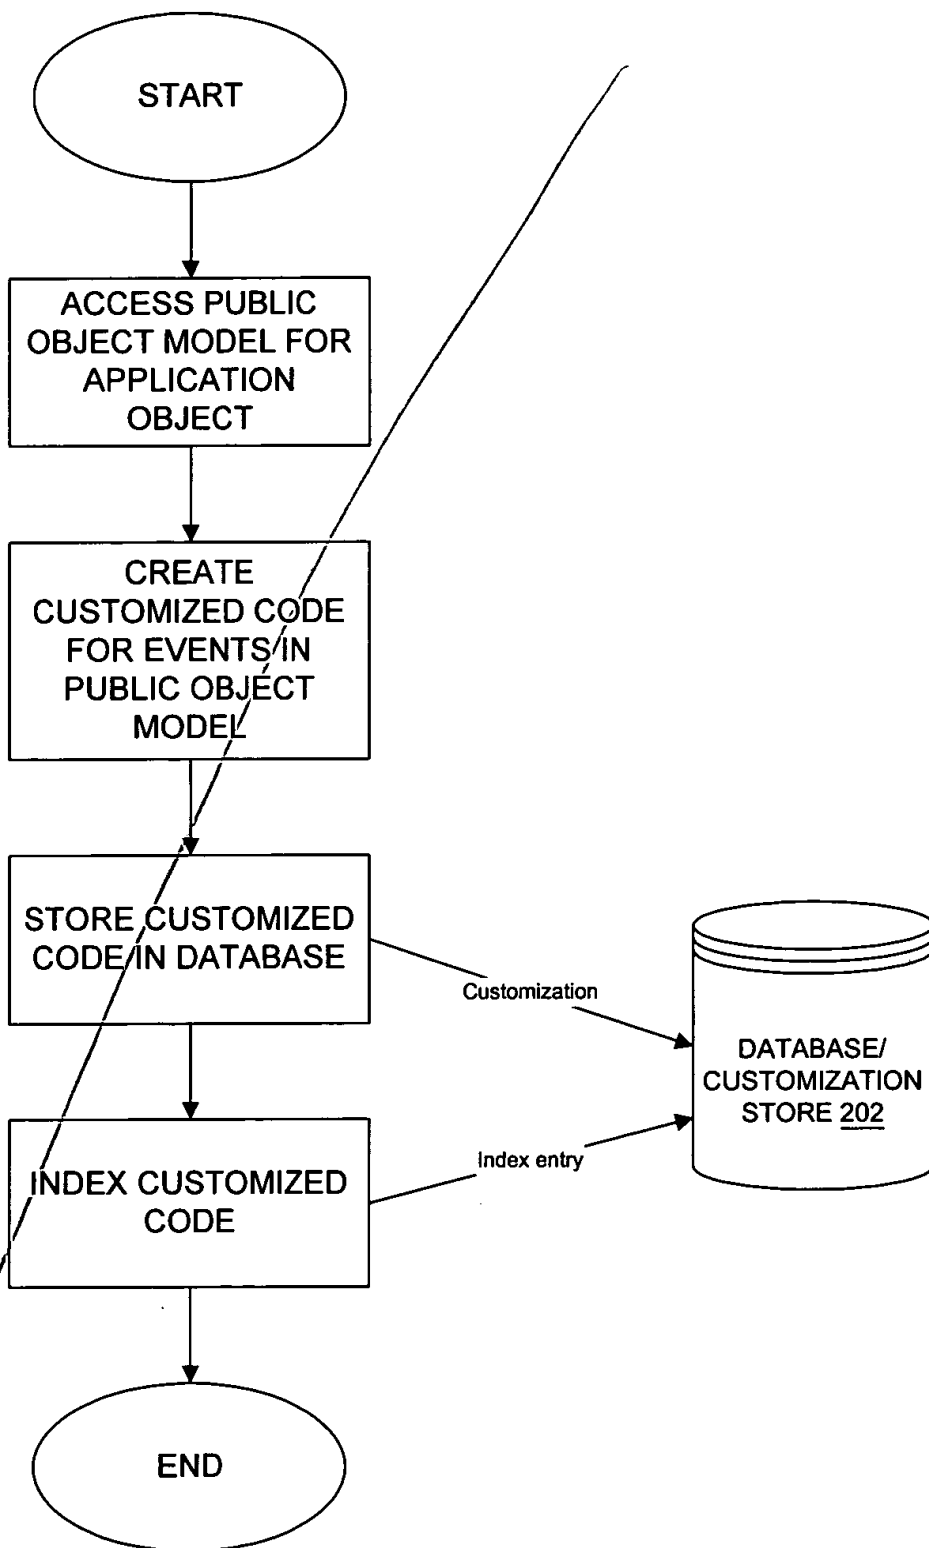 START
ACCESS PUBLIC
OBJECT MODEL FOR
APPLICATION
OBJECT
CREATE
CUSTOMIZED CODE
FOR EVENTS IN
PUBLIC OBJECT
MODEL
STORE CUSTOMIZED
CODE IN DATABASE
Customization
DATABASE/
CUSTOMIZATION
STORE 202
INDEX CUSTOMIZED
CODE
Index entry
END